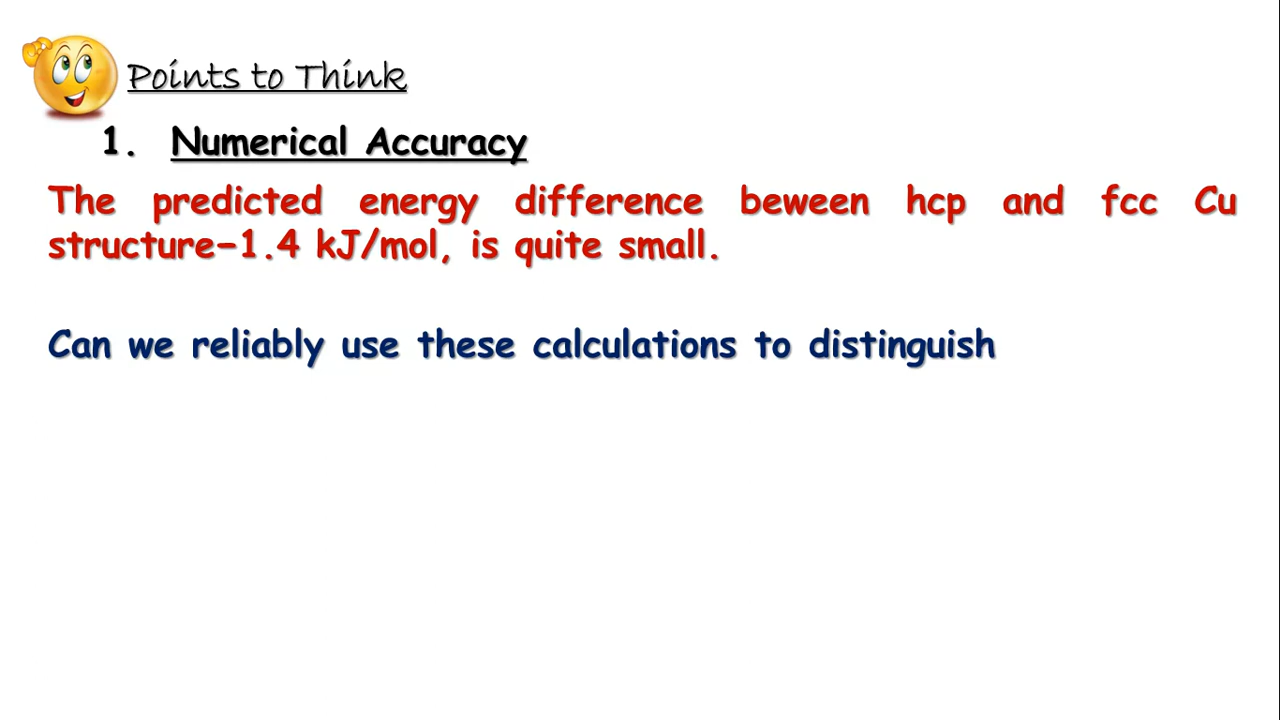 Points to Think
1. Numerical Accuracy
The predicted energy difference beween hcp and fcc Cu
structure–1.4 kJ/mol, is quite small.
Can we reliably use these calculations to distinguish